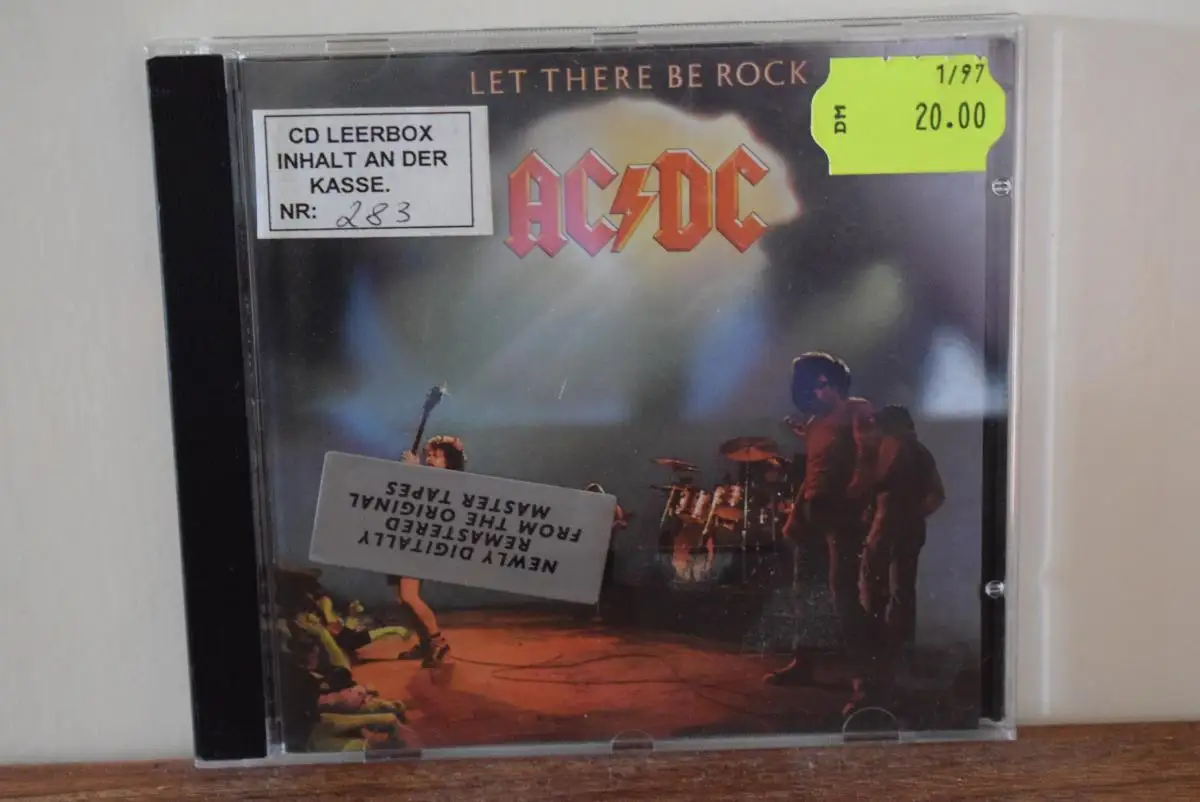 LET THERE BE ROCK
AC DC
CD LEERBOX
INHALT AN DER
KASSE.
NR: 283
1/97
DM 20.00
NEWLY DIGITALLY
REMASTERED
FROM THE ORIGINAL
MASTER TAPES